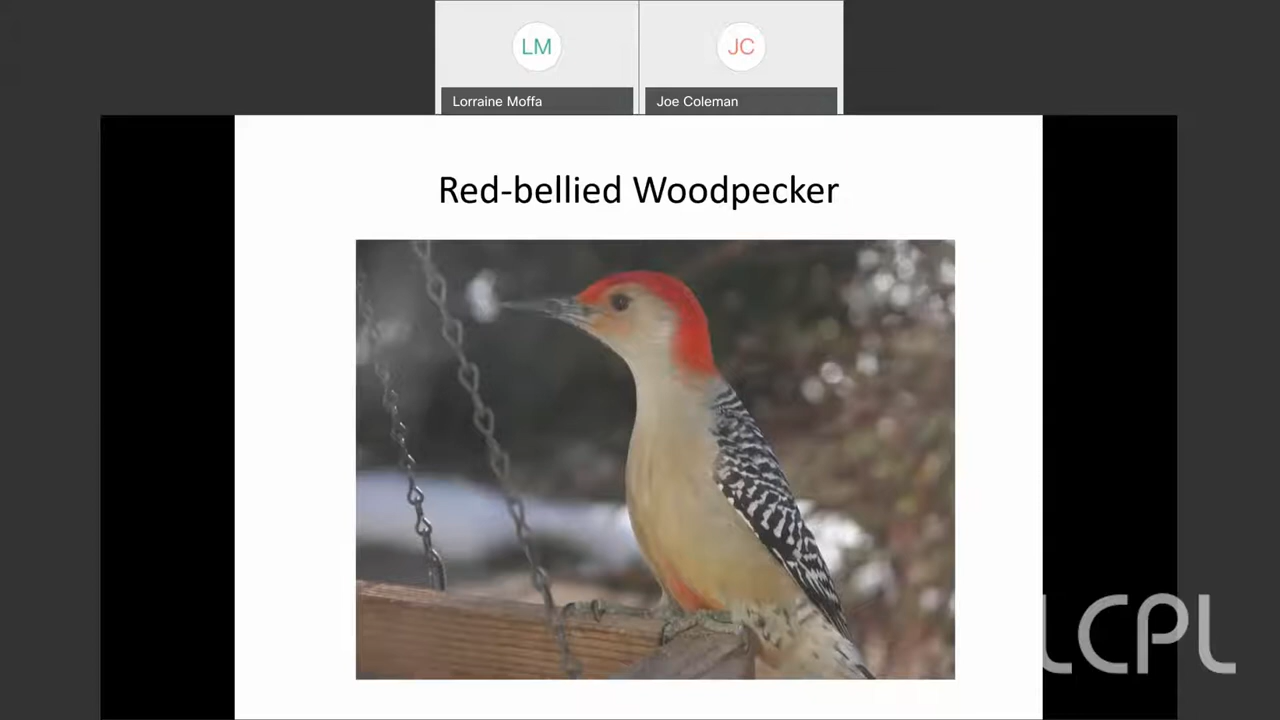 LM
JC
Lorraine Moffa
Joe Coleman
Red-bellied Woodpecker
LCPL